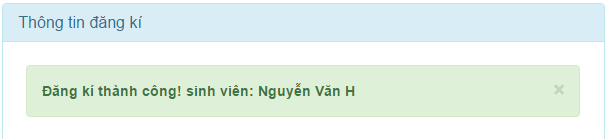 Thông tin đăng kí
Đăng kí thành công! sinh viên: Nguyễn Văn H ×